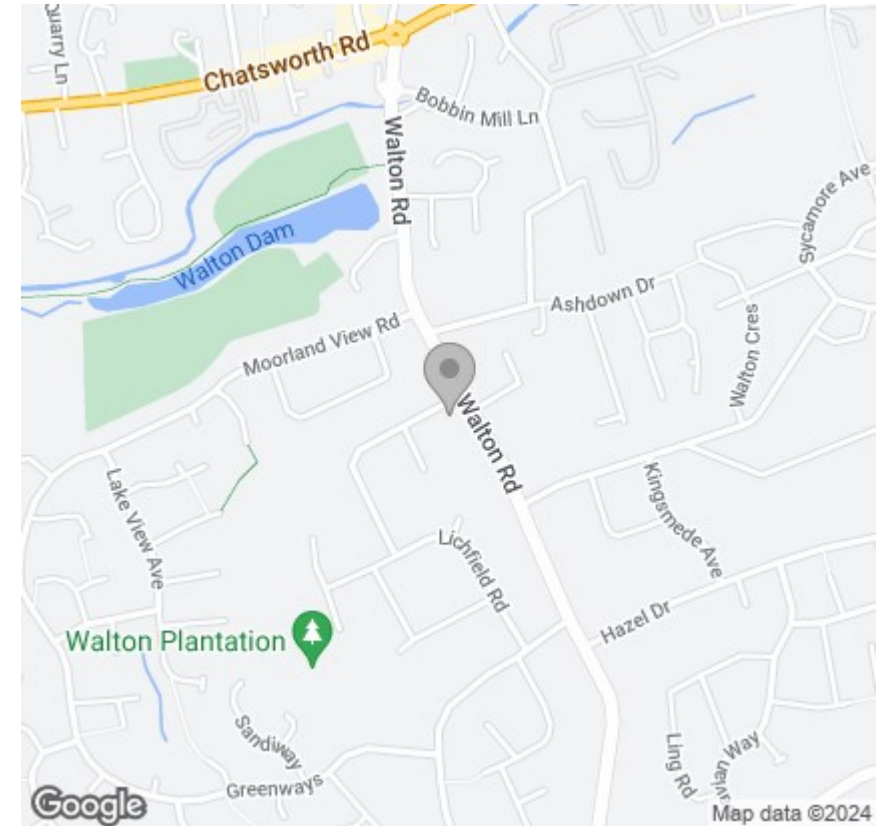 Quarry Ln
Chatsworth Rd
Bobbin Mill Ln
Walton Rd
Sycamore Ave
Walton Dam
Ashdown Dr
Moorland View Rd
Walton Cres
Walton Rd
Kingsmede Ave
Lake View Ave
Lichfield Rd
Hazel Dr
Walton Plantation
Sandiway
Ling Rd
Greenways
Google
Map data ©2024